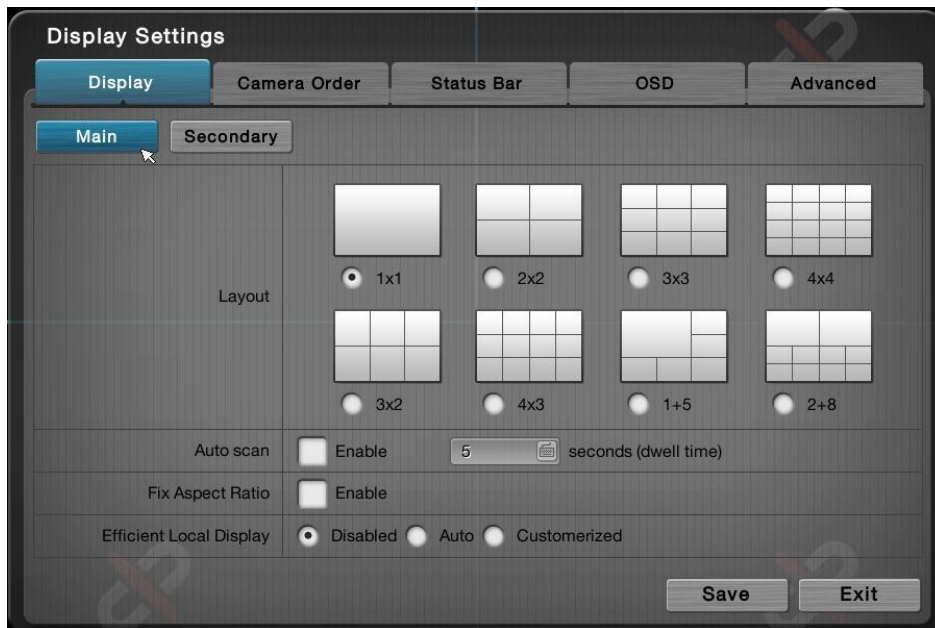 Display Settings
Display Camera Order Status Bar OSD Advanced
Main Secondary
Layout
1x1 2x2 3x3 4x4
3x2 4x3 1+5 2+8
Auto scan Enable 5 seconds (dwell time)
Fix Aspect Ratio Enable
Efficient Local Display Disabled Auto Customerized
Save Exit